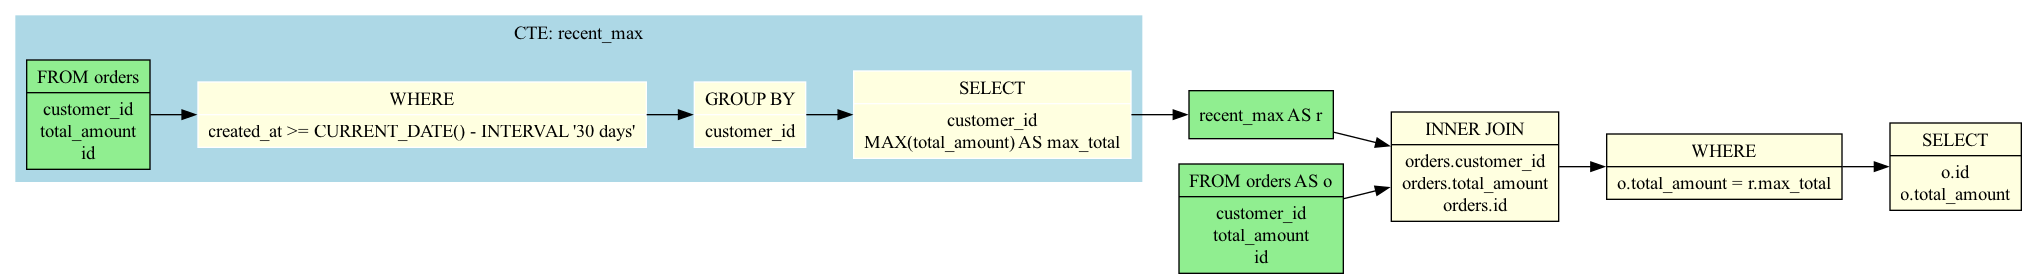 CTE: recent_max
FROM orders
customer_id
total_amount
id
WHERE
created_at >= CURRENT_DATE() - INTERVAL '30 days'
GROUP BY
customer_id
SELECT
customer_id
MAX(total_amount) AS max_total
recent_max AS r
FROM orders AS o
customer_id
total_amount
id
INNER JOIN
orders.customer_id
orders.total_amount
orders.id
WHERE
o.total_amount = r.max_total
SELECT
o.id
o.total_amount